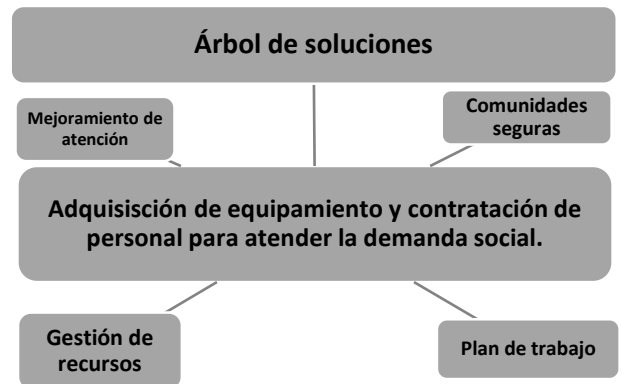 Árbol de soluciones
Mejoramiento de
atención
Comunidades
seguras
Adquisisción de equipamiento y contratación de
personal para atender la demanda social.
Gestión de
recursos
Plan de trabajo